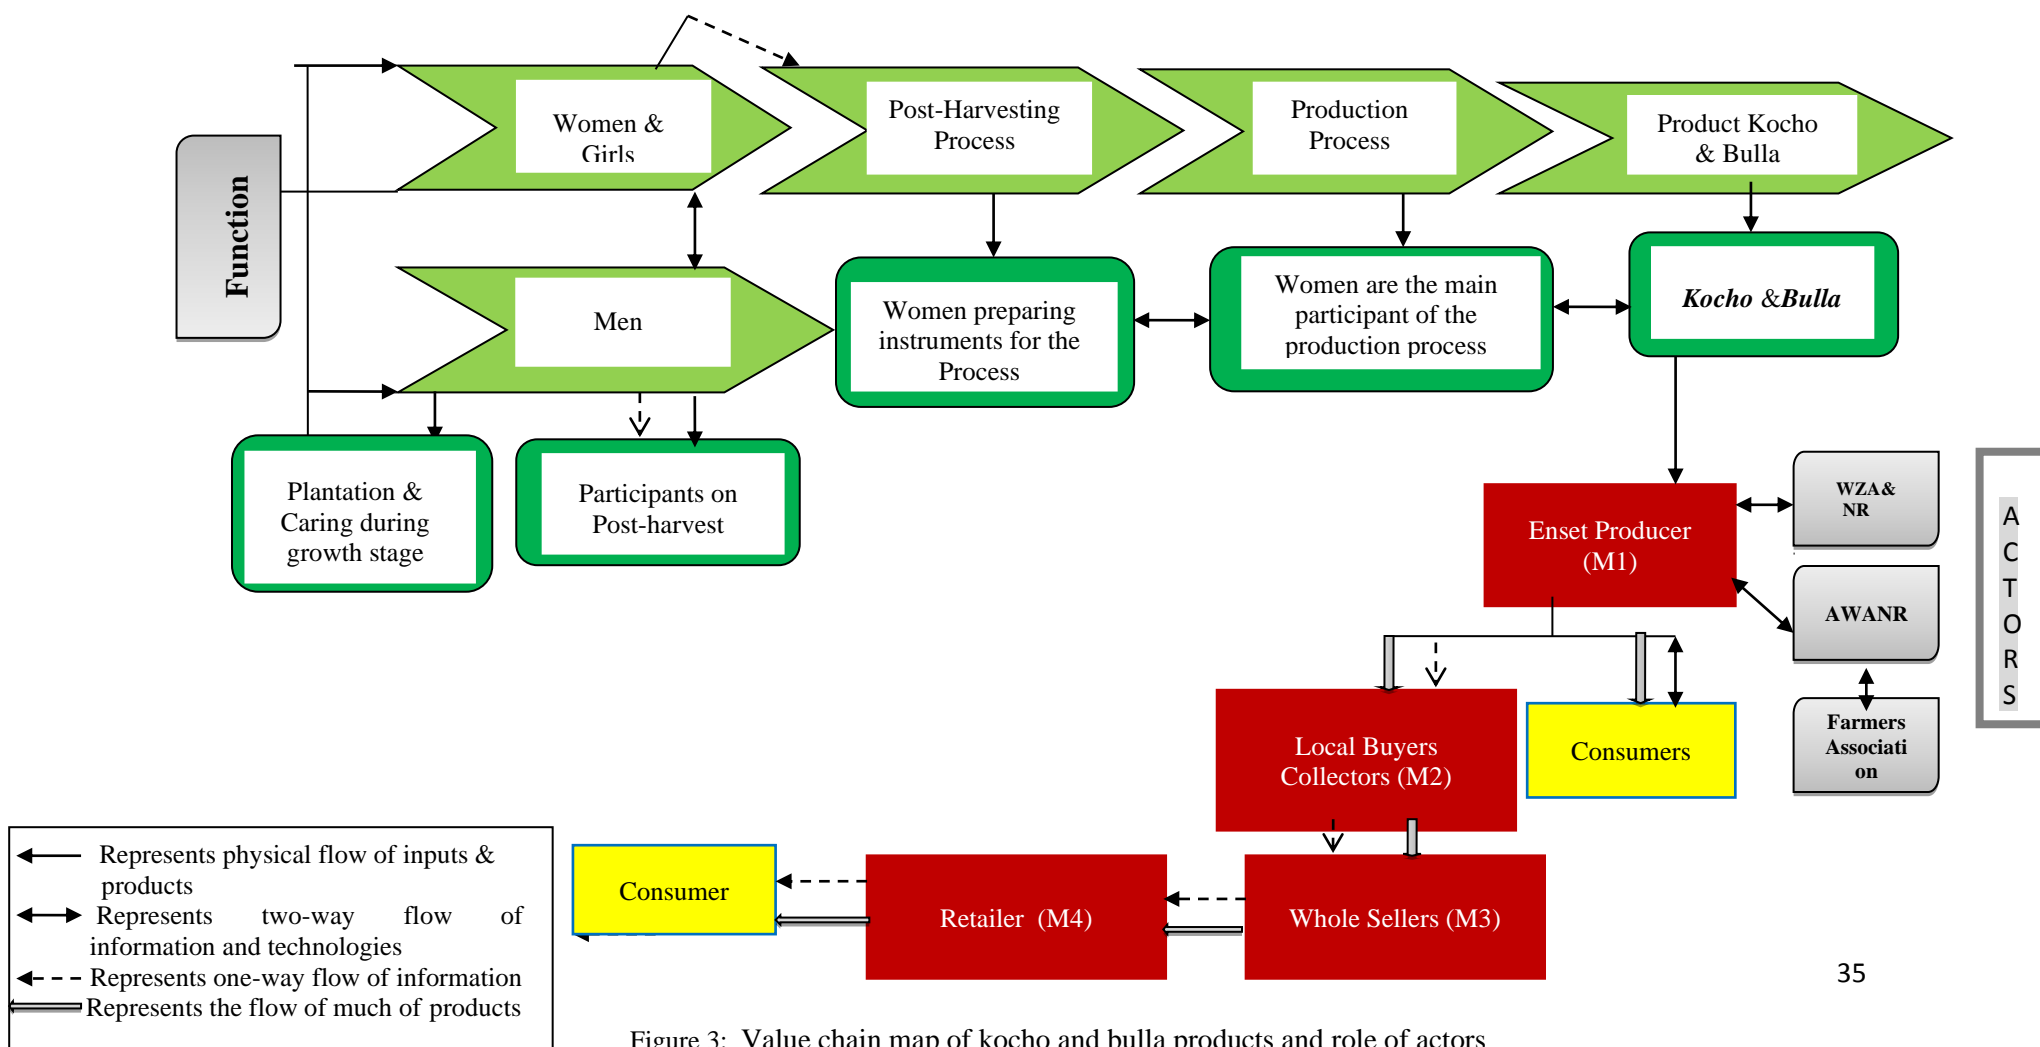 Function
Women &
Girls
Post-Harvesting
Process
Production
Process
Product Kocho
& Bulla
Men
Women preparing
instruments for the
Process
Women are the main
participant of the
production process
Kocho &Bulla
Plantation &
Caring during
growth stage
Participants on
Post-harvest
Enset Producer
(M1)
WZA&
NR
AWANR
Farmers
Associati
on
A
C
T
O
R
S
Local Buyers
Collectors (M2)
Consumers
Consumer
Retailer (M4)
Whole Sellers (M3)
Represents physical flow of inputs &
products
Represents two-way flow of
information and technologies
Represents one-way flow of information
Represents the flow of much of products
35
Figure 3: Value chain map of kocho and bulla products and role of actors